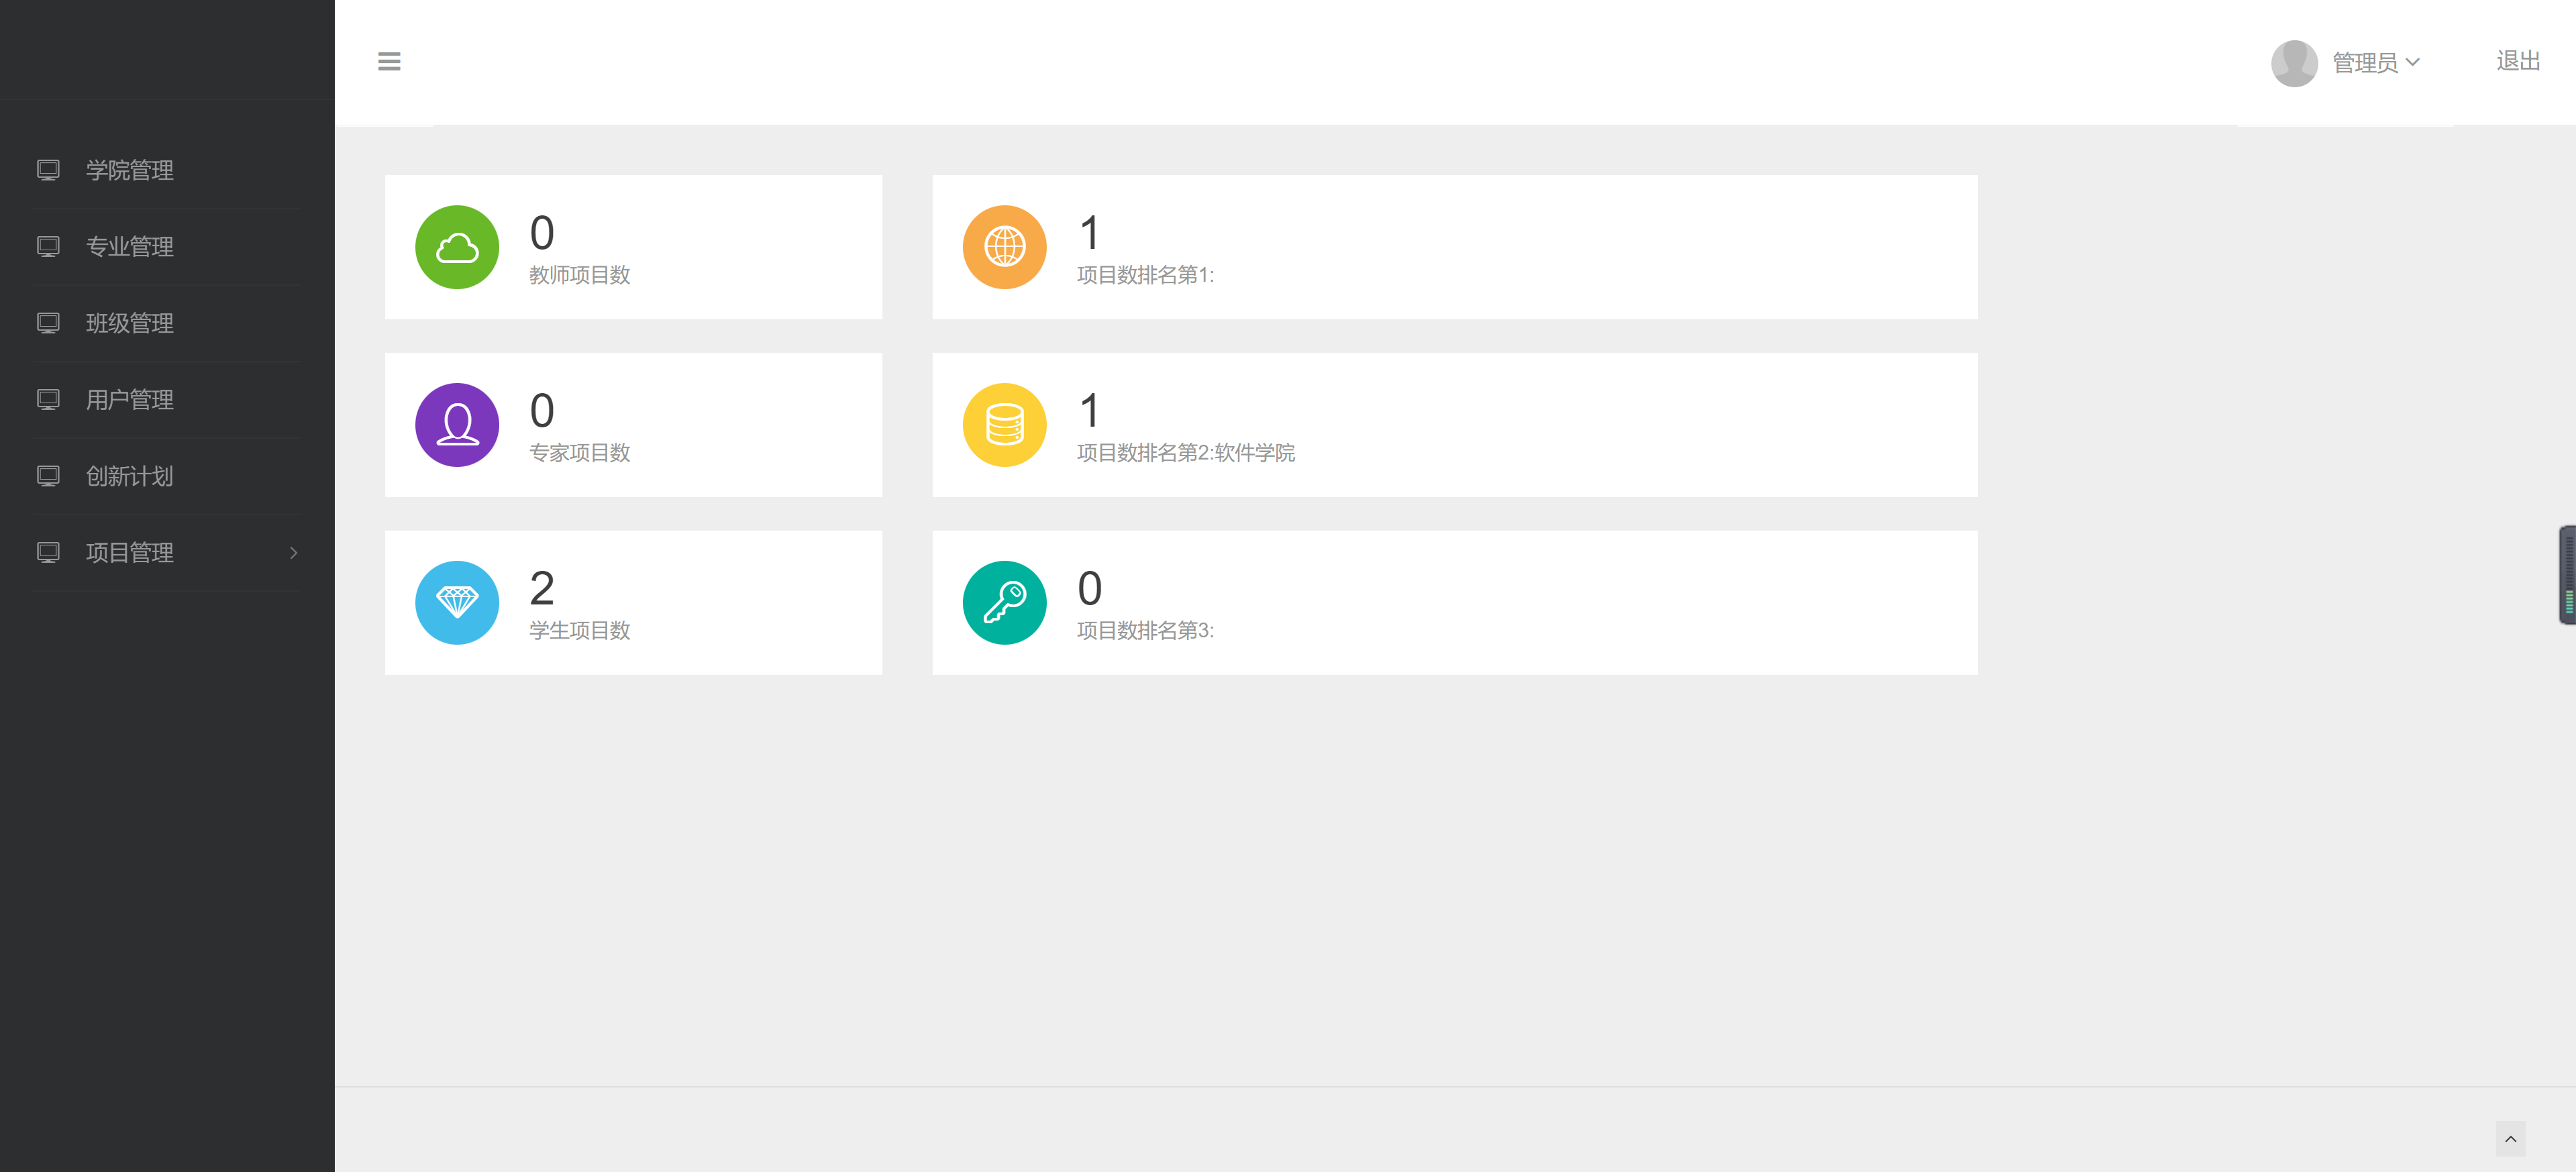 管理员
退出
学院管理
专业管理
班级管理
用户管理
创新计划
项目管理
0
教师项目数
1
项目数排名第1:
0
专家项目数
1
项目数排名第2:软件学院
2
学生项目数
0
项目数排名第3: